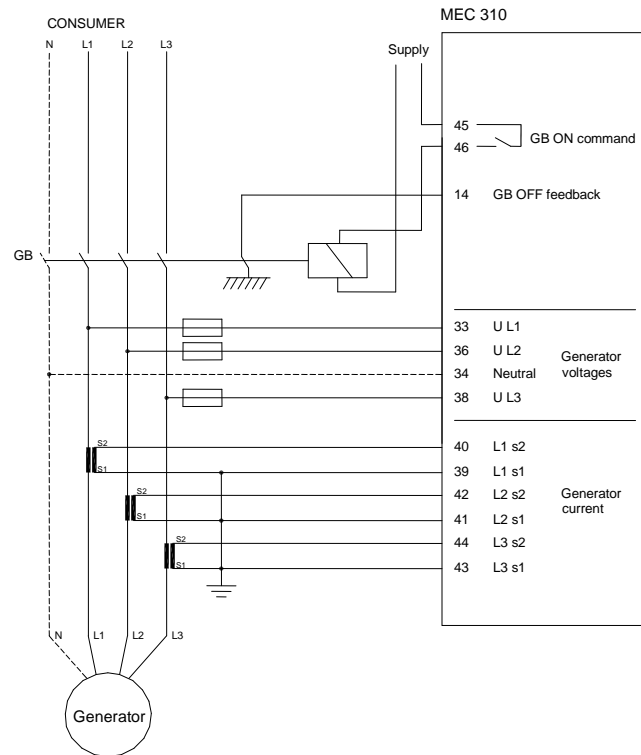 MEC 310
CONSUMER
N L1 L2 L3
Supply
45
46
GB ON command
14 GB OFF feedback
GB
33 U L1
36 U L2
34 Neutral
38 U L3
Generator
voltages
S2
40 L1 s2
S1
39 L1 s1
S2
42 L2 s2
S1
41 L2 s1
S2
44 L3 s2
S1
43 L3 s1
Generator
current
N L1 L2 L3
Generator